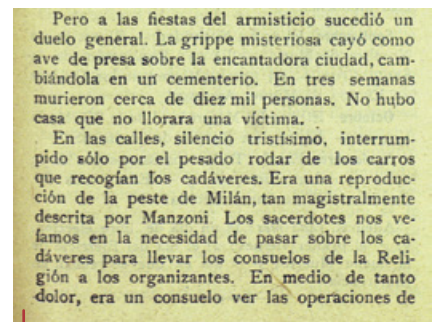 Pero a las fiestas del armisticio sucedió un
duelo general. La grippe misteriosa cayó como
ave de presa sobre la encantadora ciudad, cam-
biándola en un cementerio. En tres semanas
murieron cerca de diez mil personas. No hubo
casa que no llorara una víctima.
En las calles, silencio tristísimo, interrum-
pido sólo por el pesado rodar de los carros
que recogían los cadáveres. Era una reproduc-
ción de la peste de Milán, tan magistralmente
descrita por Manzoni. Los sacerdotes nos ve-
íamos en la necesidad de pasar sobre los ca-
dáveres para llevar los consuelos de la Reli-
gión a los organizantes. En medio de tanto
dolor, era un consuelo ver las operaciones de